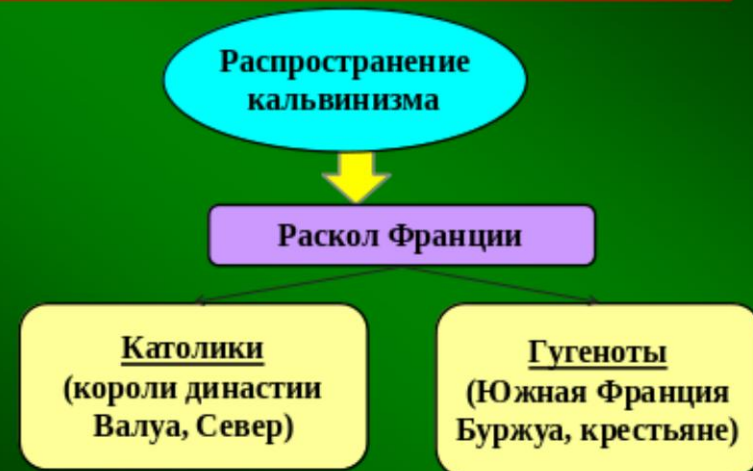 Распространение
кальвинизма
Раскол Франции
Католики
(короли династии
Валуа, Север)
Гугеноты
(Южная Франция
Буржуа, крестьяне)